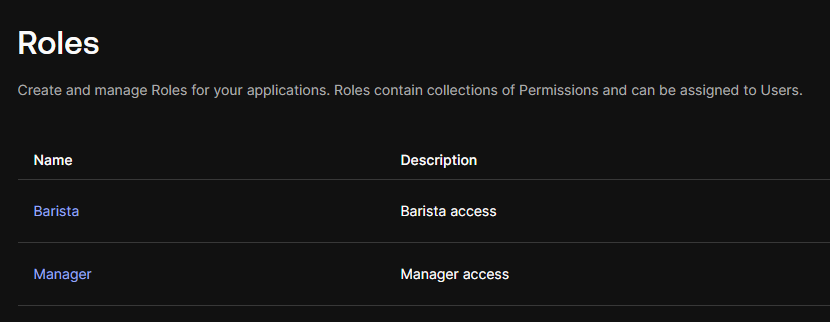 Roles
Create and manage Roles for your applications. Roles contain collections of Permissions and can be assigned to Users.
Name Description
Barista Barista access
Manager Manager access